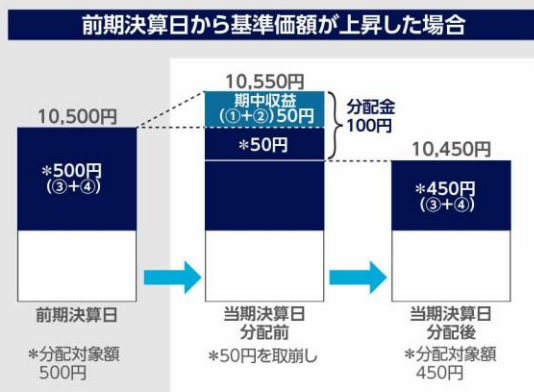 前期決算日から基準価額が上昇した場合
10,500円
*500円
(③+④)
前期決算日
*分配対象額
500円
10,550円
期中収益
(①+②)50円
*50円
分配金
100円
当期決算日
分配前
*50円を取崩し
10,450円
*450円
(③+④)
当期決算日
分配後
*分配対象額
450円